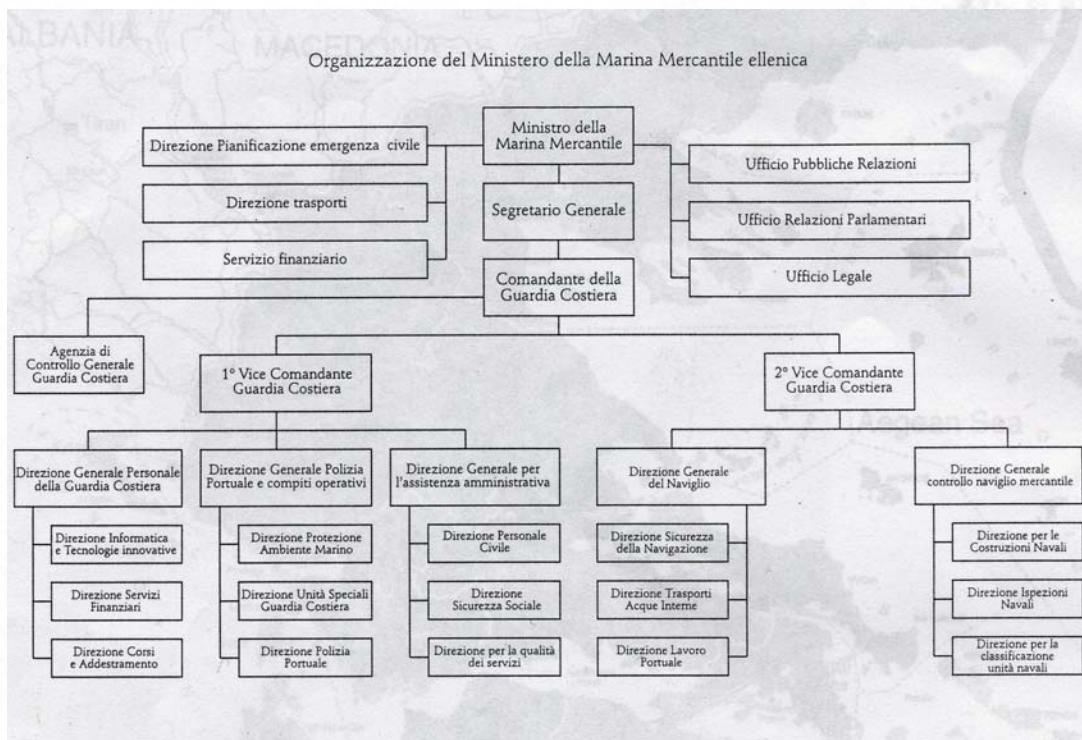 ALBANIA
MACEDONIA
Organizzazione del Ministero della Marina Mercantile ellenica
Tiran
Direzione Pianificazione emergenza civile
Ministro della
Marina Mercantile
Ufficio Pubbliche Relazioni
Direzione trasporti
Segretario Generale
Ufficio Relazioni Parlamentari
Servizio finanziario
Comandante della
Guardia Costiera
Ufficio Legale
Agenzia di
Controllo Generale
Guardia Costiera
1° Vice Comandante
Guardia Costiera
2° Vice Comandante
Guardia Costiera
Aegean Sea
Direzione Generale Personale
della Guardia Costiera
Direzione Generale Polizia
Portuale e compiti operativi
Direzione Generale per
l'assistenza amministrativa
Direzione Generale
del Naviglio
Direzione Generale
controllo naviglio mercantile
Direzione Informatica
e Tecnologie innovative
Direzione Protezione
Ambiente Marino
Direzione Personale
Civile
Direzione Sicurezza
della Navigazione
Direzione per le
Costruzioni Navali
Direzione Servizi
Finanziari
Direzione Unità Speciali
Guardia Costiera
Direzione
Sicurezza Sociale
Direzione Trasporti
Acque Interne
Direzione Ispezioni
Navali
Direzione Corsi
e Addestramento
Direzione Polizia
Portuale
Direzione per la qualità
dei servizi
Direzione Lavoro
Portuale
Direzione per la
classificazione
unità navali